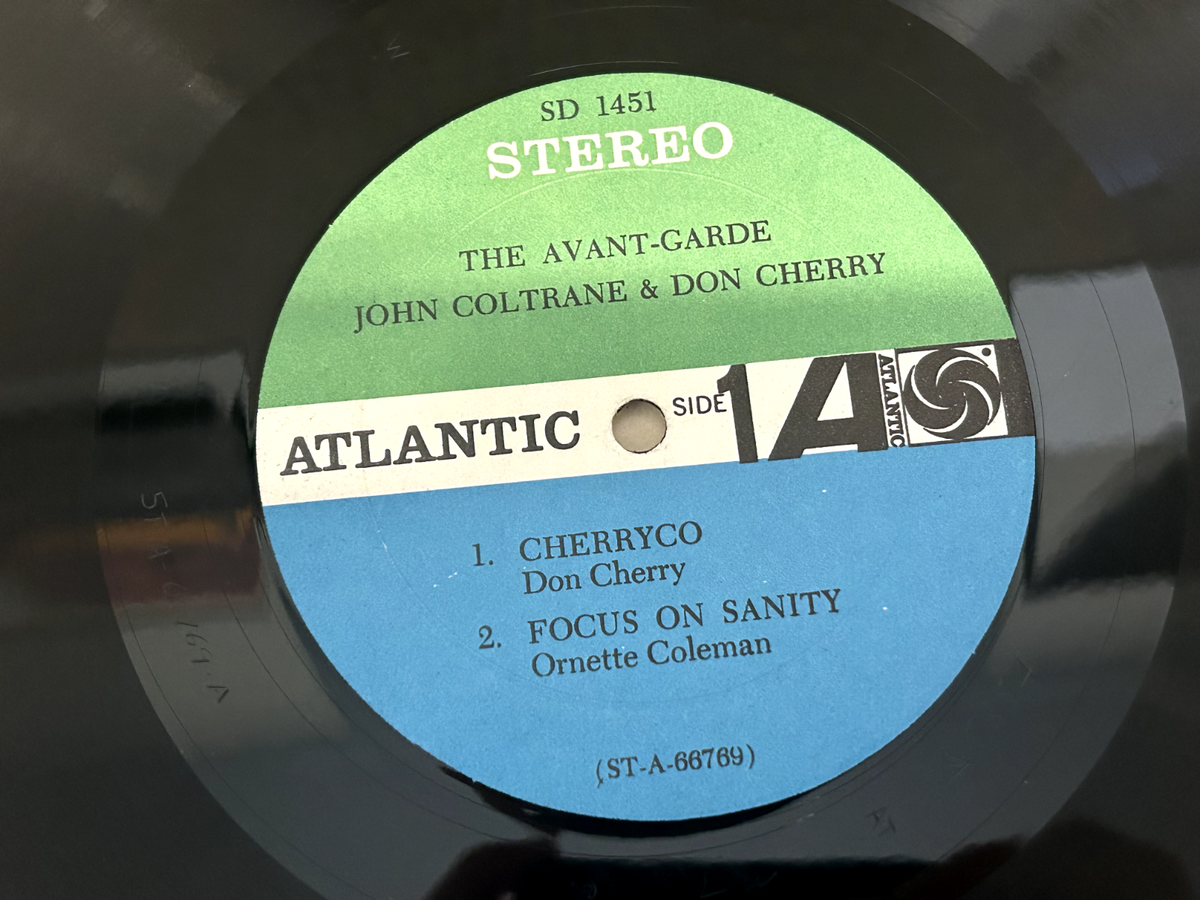 SD 1451
STEREO
THE AVANT-GARDE
JOHN COLTRANE & DON CHERRY
ATLANTIC
SIDE 1
A
ATLANTIC
1. CHERRYCO
Don Cherry
2. FOCUS ON SANITY
Ornette Coleman
(ST-A-66769)
AT
W